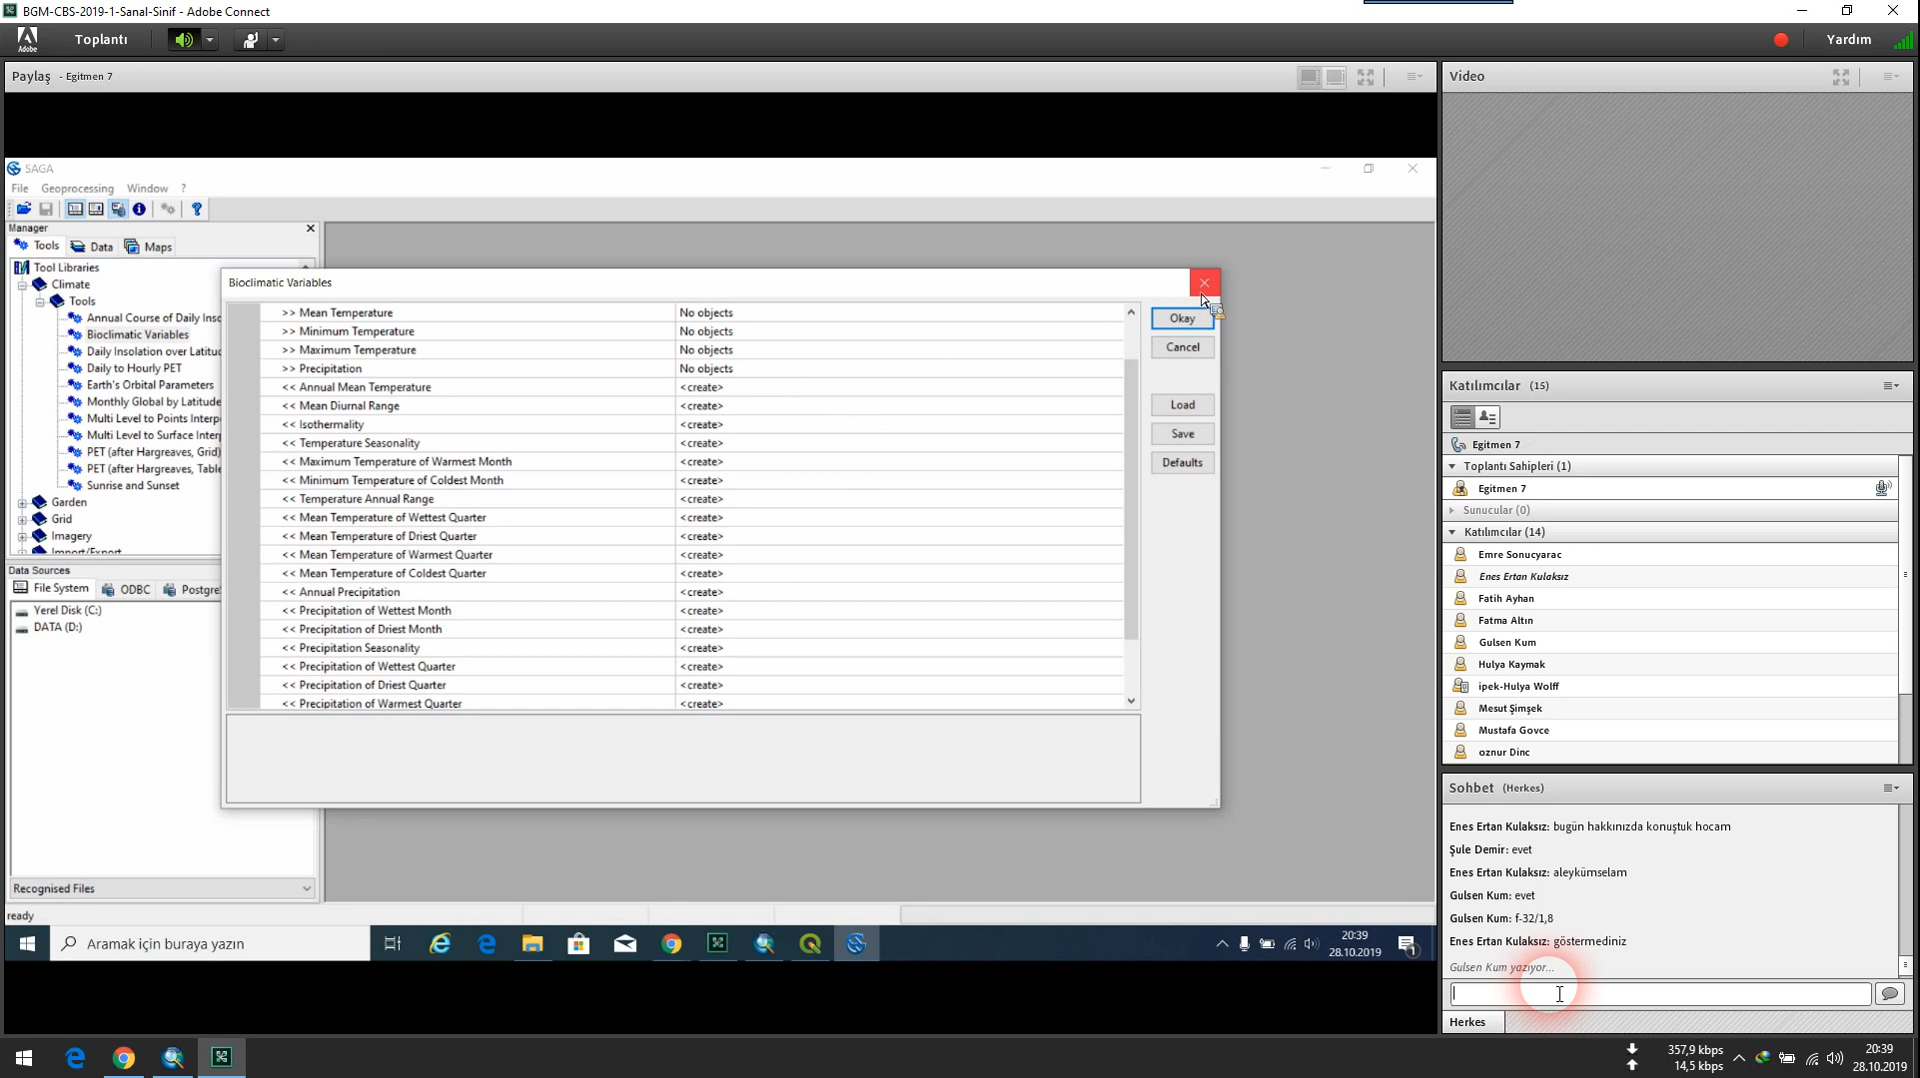 BGM-CBS-2019-1-Sanal-Sinif - Adobe Connect
Adobe
Toplantı
Yardım
Paylaş - Egitmen 7
SAGA
File Geoprocessing Window ?
Manager
Tools Data Maps
Tool Libraries
Climate
Tools
Annual Course of Daily Inso
Bioclimatic Variables
Daily Insolation over Latitud
Daily to Hourly PET
Earth's Orbital Parameters
Monthly Global by Latitude
Multi Level to Points Interp
Multi Level to Surface Interp
PET (after Hargreaves, Grid)
PET (after Hargreaves, Table
Sunrise and Sunset
Garden
Grid
Imagery
Import/Export
Data Sources
File System ODBC Postgre
Yerel Disk (C:)
DATA (D:)
Recognised Files
ready
Bioclimatic Variables
>> Mean Temperature No objects
>> Minimum Temperature No objects
>> Maximum Temperature No objects
>> Precipitation No objects
<< Annual Mean Temperature <create>
<< Mean Diurnal Range <create>
<< Isothermality <create>
<< Temperature Seasonality <create>
<< Maximum Temperature of Warmest Month <create>
<< Minimum Temperature of Coldest Month <create>
<< Temperature Annual Range <create>
<< Mean Temperature of Wettest Quarter <create>
<< Mean Temperature of Driest Quarter <create>
<< Mean Temperature of Warmest Quarter <create>
<< Mean Temperature of Coldest Quarter <create>
<< Annual Precipitation <create>
<< Precipitation of Wettest Month <create>
<< Precipitation of Driest Month <create>
<< Precipitation Seasonality <create>
<< Precipitation of Wettest Quarter <create>
<< Precipitation of Driest Quarter <create>
<< Precipitation of Warmest Quarter <create>
Okay
Cancel
Load
Save
Defaults
Aramak için buraya yazın
20:39
28.10.2019
1
Video
Katılımcılar (15)
Egitmen 7
Toplantı Sahipleri (1)
Egitmen 7
Sunucular (0)
Katılımcılar (14)
Emre Sonucyarac
Enes Ertan Kulaksız
Fatih Ayhan
Fatma Altın
Gulsen Kum
Hulya Kaymak
ipek-Hulya Wolff
Mesut Şimşek
Mustafa Govce
oznur Dinc
Sohbet (Herkes)
Enes Ertan Kulaksız: bugün hakkınızda konuştuk hocam
Şule Demir: evet
Enes Ertan Kulaksız: aleykümselam
Gulsen Kum: evet
Gulsen Kum: f-32/1,8
Enes Ertan Kulaksız: göstermediniz
Gulsen Kum yazıyor...
Herkes
357,9 kbps
14,5 kbps
20:39
28.10.2019